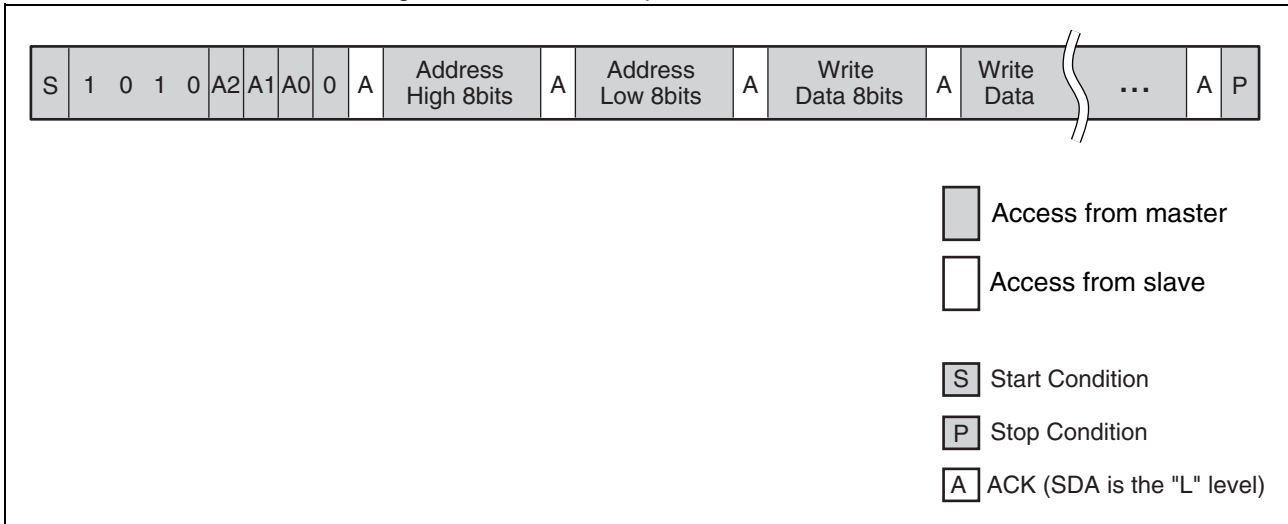 S 1 0 1 0 A2 A1 A0 0 A Address High 8bits A Address Low 8bits A Write Data 8bits A Write Data ... A P
Access from master
Access from slave
S Start Condition
P Stop Condition
A ACK (SDA is the "L" level)